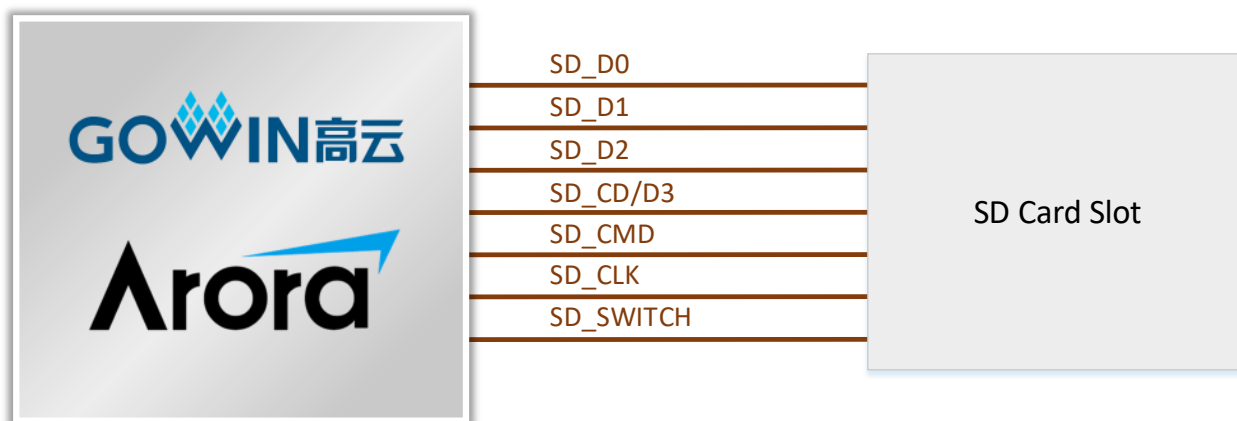 GOWIN高云
Arora
SD_D0
SD_D1
SD_D2
SD_CD/D3
SD_CMD
SD_CLK
SD_SWITCH
SD Card Slot